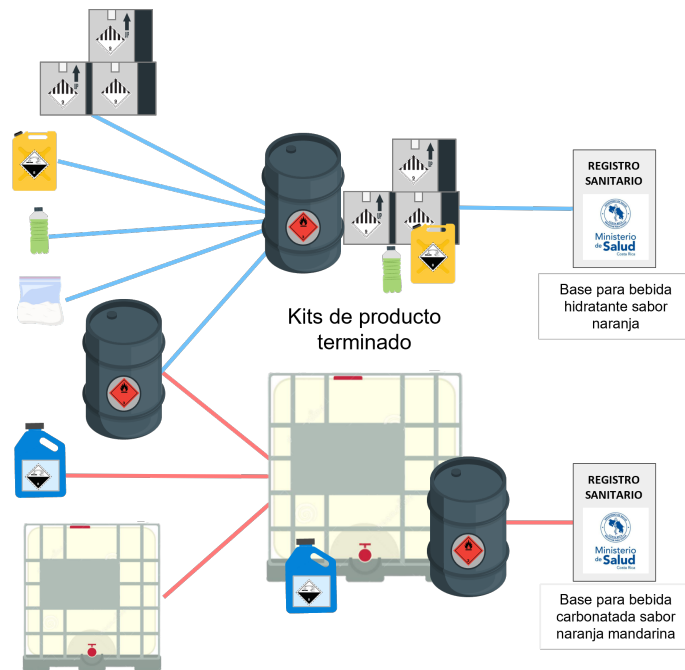 REGISTRO
SANITARIO
Ministerio
de Salud
Costa Rica
Base para bebida
hidratante sabor
naranja
Kits de producto
terminado
REGISTRO
SANITARIO
Ministerio
de Salud
Costa Rica
Base para bebida
carbonatada sabor
naranja mandarina